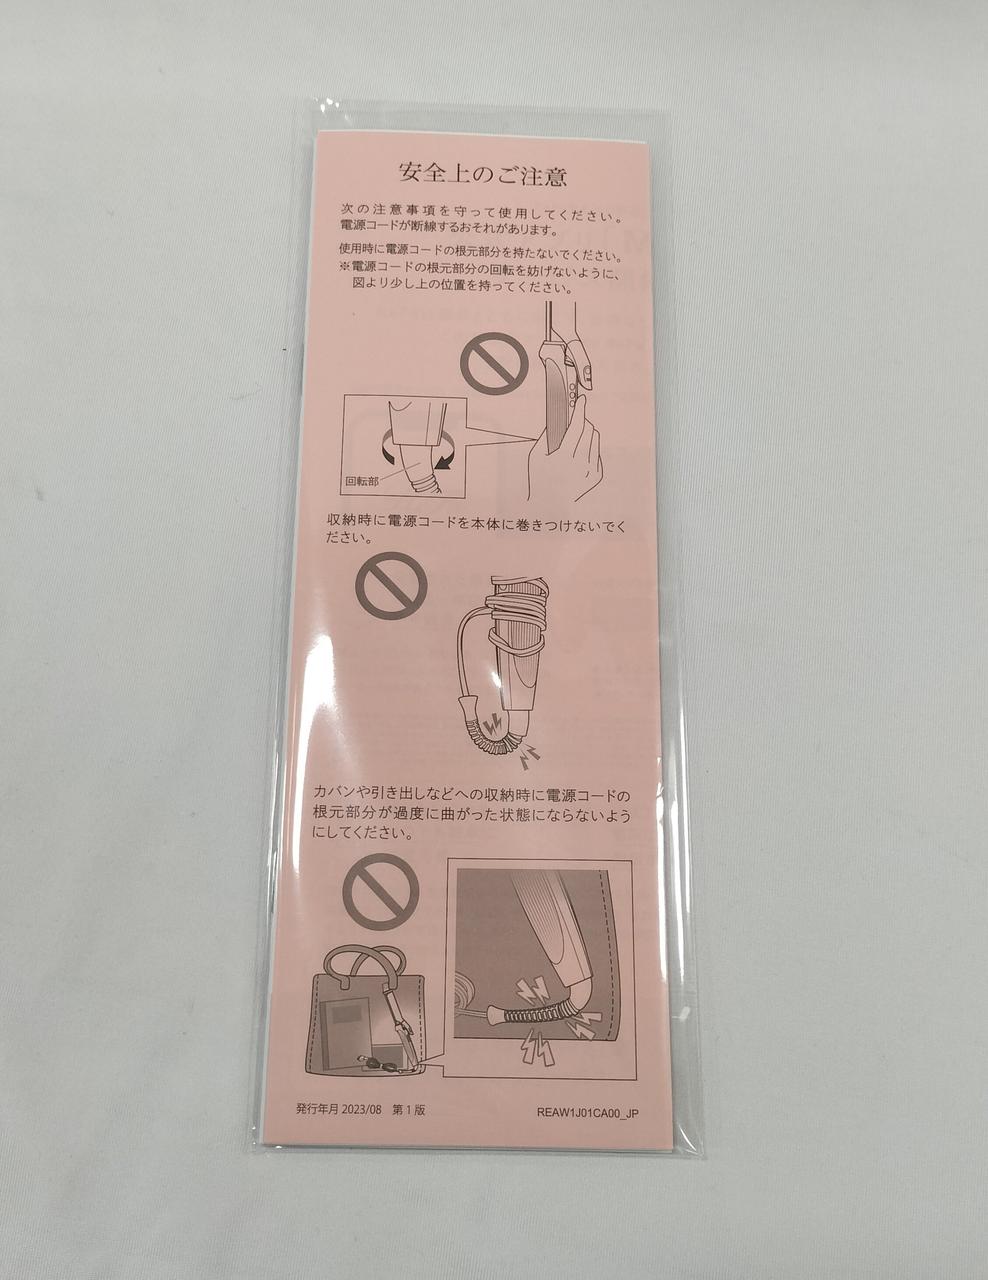 安全上のご注意
次の注意事項を守って使用してください。
電源コードが断線するおそれがあります。
使用時に電源コードの根元部分を持たないでください。
※電源コードの根元部分の回転を妨げないように、
図より少し上の位置を持ってください。
回転部
収納時に電源コードを本体に巻きつけないでく
ださい。
カバンや引き出しなどへの収納時に電源コードの
根元部分が過度に曲がった状態にならないよう
にしてください。
発行年月 2023/08 第1版
REAW1J01CA00_JP